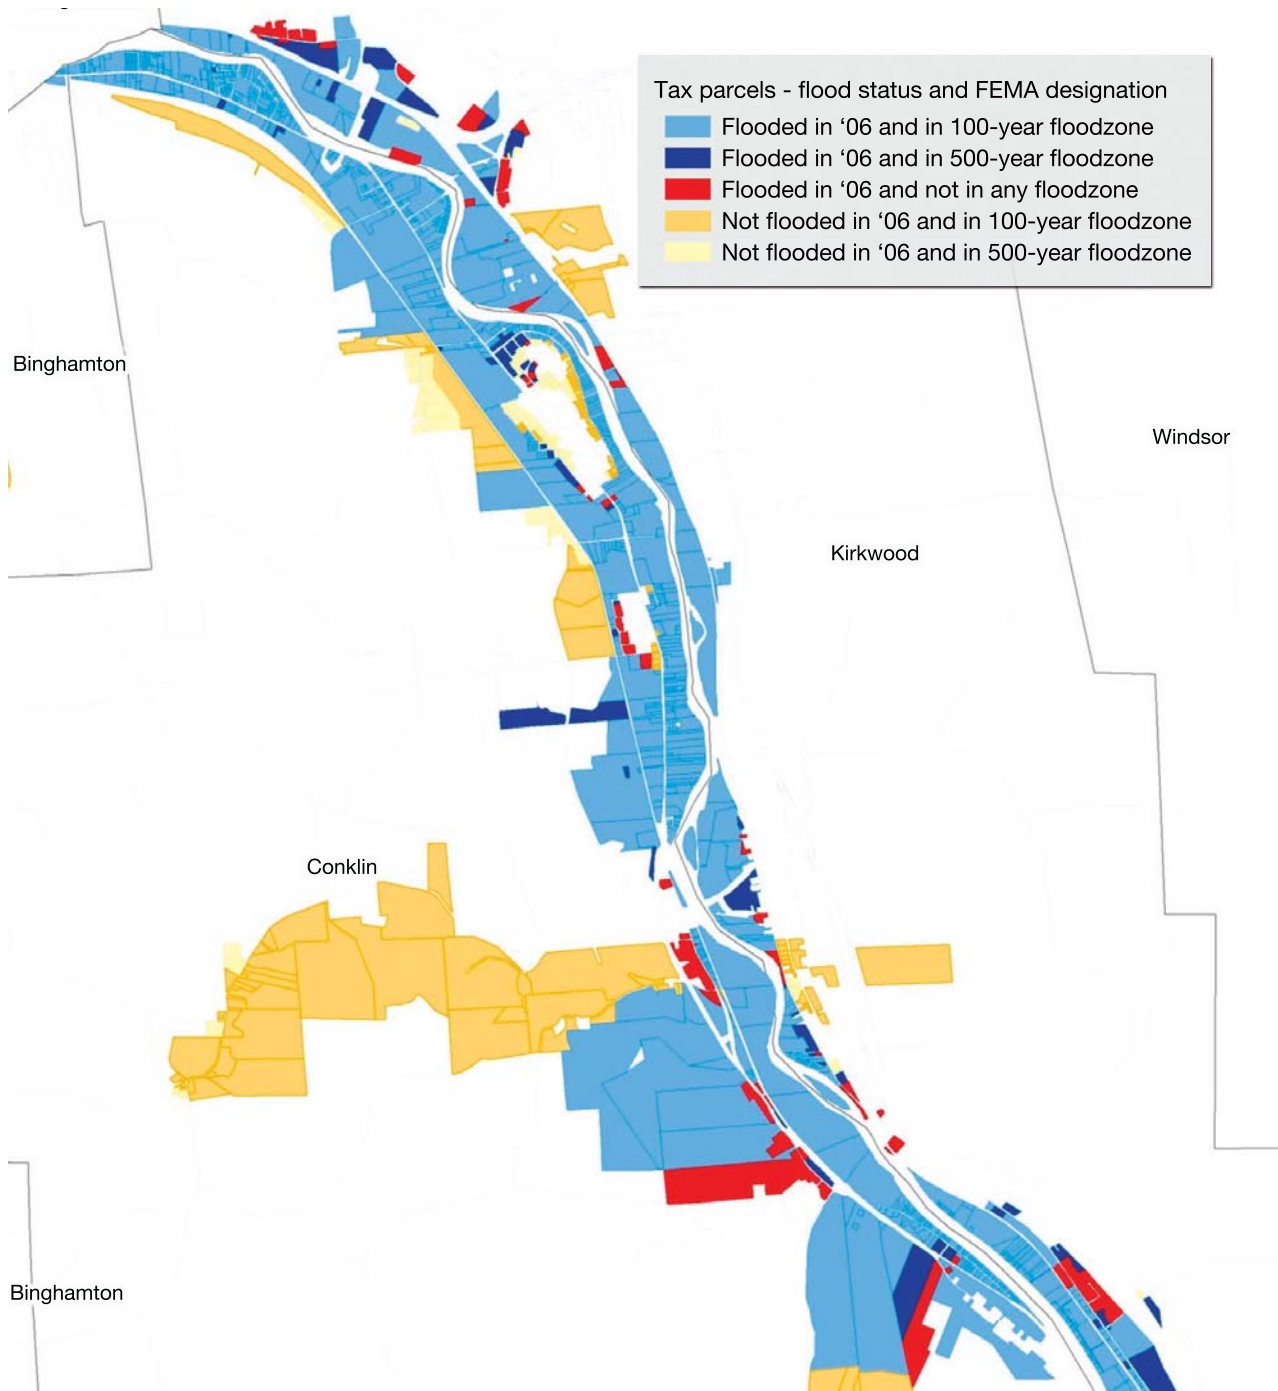 Tax parcels - flood status and FEMA designation
Flooded in ‘06 and in 100-year floodzone
Flooded in ‘06 and in 500-year floodzone
Flooded in ‘06 and not in any floodzone
Not flooded in ‘06 and in 100-year floodzone
Not flooded in ‘06 and in 500-year floodzone
Binghamton
Windsor
Kirkwood
Conklin
Binghamton